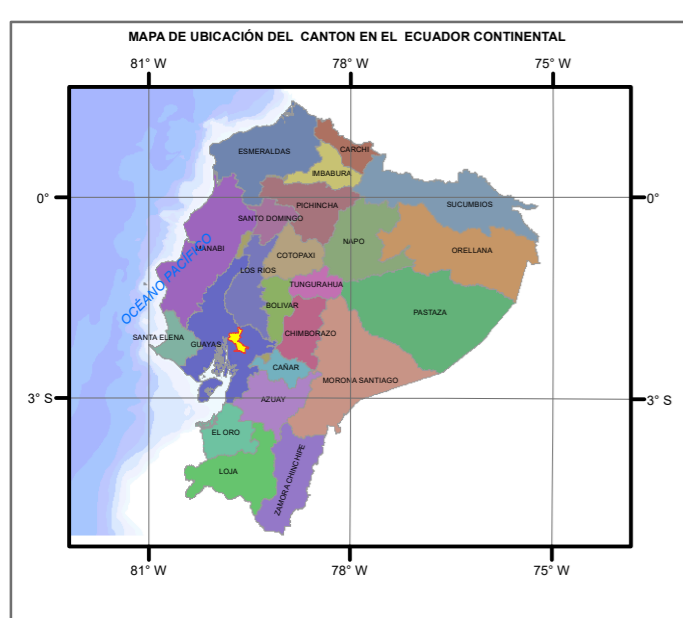 MAPA DE UBICACIÓN DEL CANTON EN EL ECUADOR CONTINENTAL
81° W 78° W 75° W
CARCHI
ESMERALDAS
IMBABURA
0° 0°
SUCUMBIOS
PICHINCHA
SANTO DOMINGO
NAPO
MANABI
ORELLANA
COTOPAXI
LOS RIOS
OCÉANO PACÍFICO
TUNGURAHUA
BOLIVAR
PASTAZA
CHIMBORAZO
SANTA ELENA
GUAYAS
CAÑAR
MORONA SANTIAGO
3° S 3° S
AZUAY
EL ORO
LOJA
ZAMORA CHINCHIPE
81° W 78° W 75° W